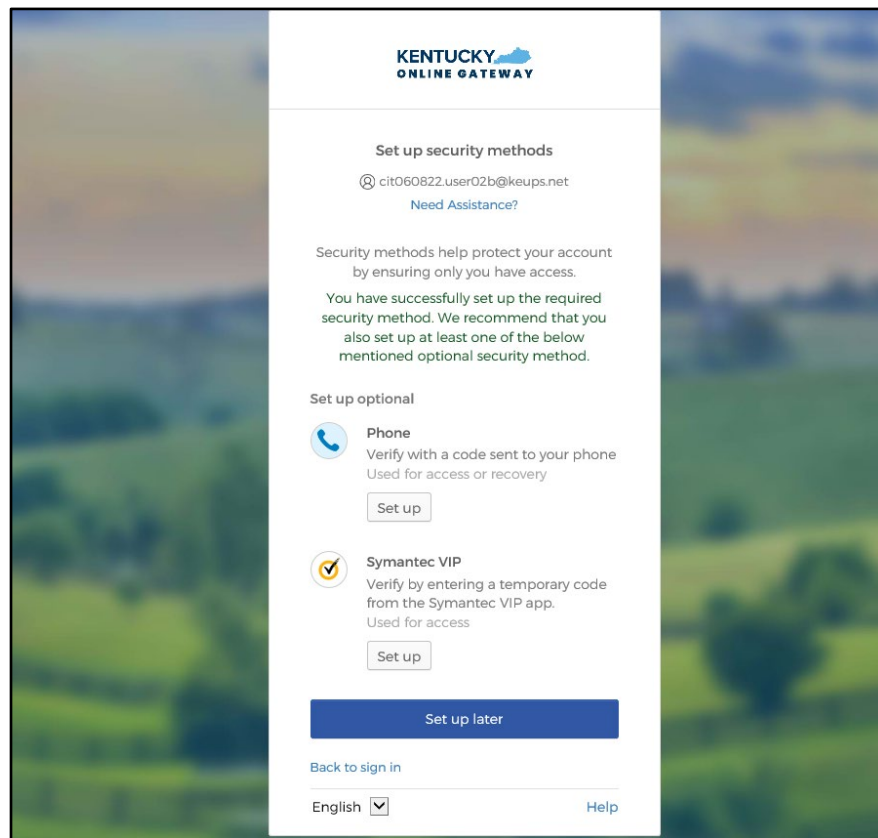 KENTUCKY
ONLINE GATEWAY
Set up security methods
cit060822.user02b@keups.net
Need Assistance?
Security methods help protect your account
by ensuring only you have access.
You have successfully set up the required
security method. We recommend that you
also set up at least one of the below
mentioned optional security method.
Set up optional
Phone
Verify with a code sent to your phone
Used for access or recovery
Set up
Symantec VIP
Verify by entering a temporary code
from the Symantec VIP app.
Used for access
Set up
Set up later
Back to sign in
English
Help